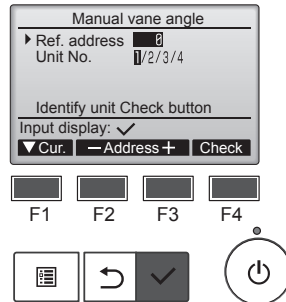 Manual vane angle
Ref. address 0
Unit No. 1/2/3/4
Identify unit Check button
Input display: ✓
▼Cur. －Address＋ Check
F1 F2 F3 F4